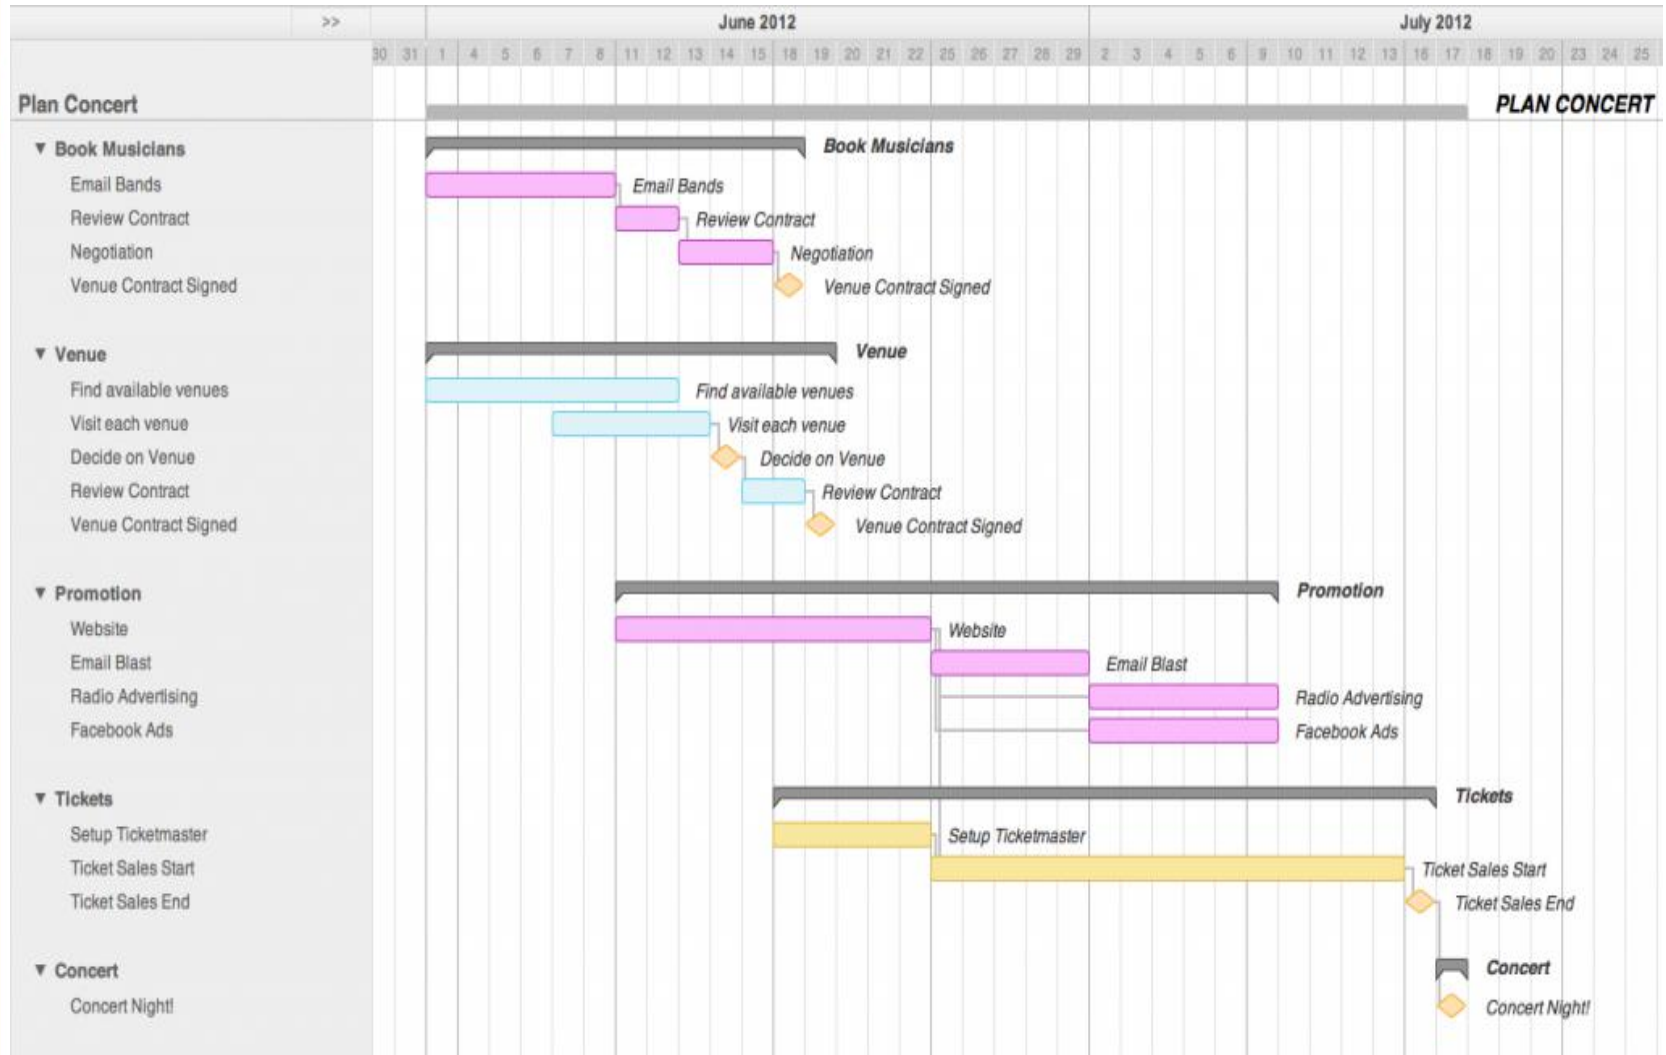 >> June 2012 July 2012
30 31 1 4 5 6 7 8 11 12 13 14 15 18 19 20 21 22 25 26 27 28 29 2 3 4 5 6 9 10 11 12 13 16 17 18 19 20 23 24 25
Plan Concert PLAN CONCERT
▼ Book Musicians Book Musicians
Email Bands Email Bands
Review Contract Review Contract
Negotiation Negotiation
Venue Contract Signed Venue Contract Signed
▼ Venue Venue
Find available venues Find available venues
Visit each venue Visit each venue
Decide on Venue Decide on Venue
Review Contract Review Contract
Venue Contract Signed Venue Contract Signed
▼ Promotion Promotion
Website Website
Email Blast Email Blast
Radio Advertising Radio Advertising
Facebook Ads Facebook Ads
▼ Tickets Tickets
Setup Ticketmaster Setup Ticketmaster
Ticket Sales Start Ticket Sales Start
Ticket Sales End Ticket Sales End
▼ Concert Concert
Concert Night! Concert Night!